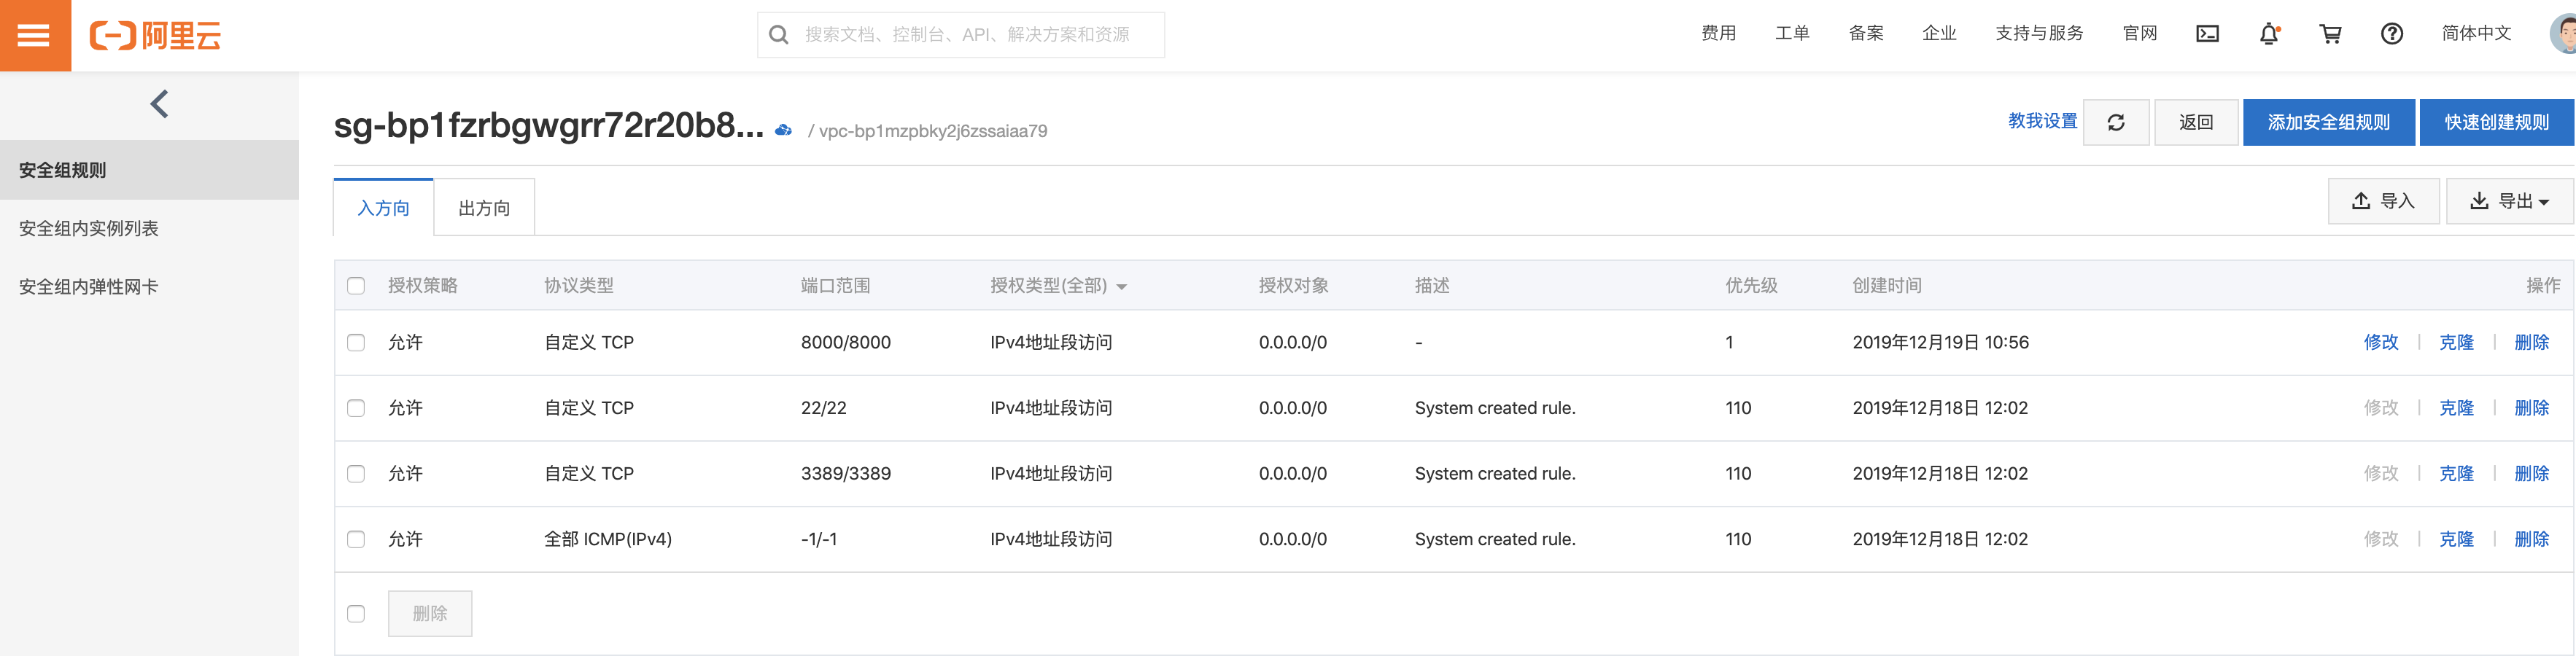 阿里云
搜索文档、控制台、API、解决方案和资源
费用 工单 备案 企业 支持与服务 官网 简体中文
sg-bp1fzrbgwgrr72r20b8... / vpc-bp1mzpbky2j6zssaiaa79
教我设置 返回 添加安全组规则 快速创建规则
安全组规则
安全组内实例列表
安全组内弹性网卡
入方向 出方向 导入 导出
授权策略 协议类型 端口范围 授权类型(全部) 授权对象 描述 优先级 创建时间 操作
允许 自定义 TCP 8000/8000 IPv4地址段访问 0.0.0.0/0 - 1 2019年12月19日 10:56 修改 | 克隆 | 删除
允许 自定义 TCP 22/22 IPv4地址段访问 0.0.0.0/0 System created rule. 110 2019年12月18日 12:02 修改 | 克隆 | 删除
允许 自定义 TCP 3389/3389 IPv4地址段访问 0.0.0.0/0 System created rule. 110 2019年12月18日 12:02 修改 | 克隆 | 删除
允许 全部 ICMP(IPv4) -1/-1 IPv4地址段访问 0.0.0.0/0 System created rule. 110 2019年12月18日 12:02 修改 | 克隆 | 删除
删除